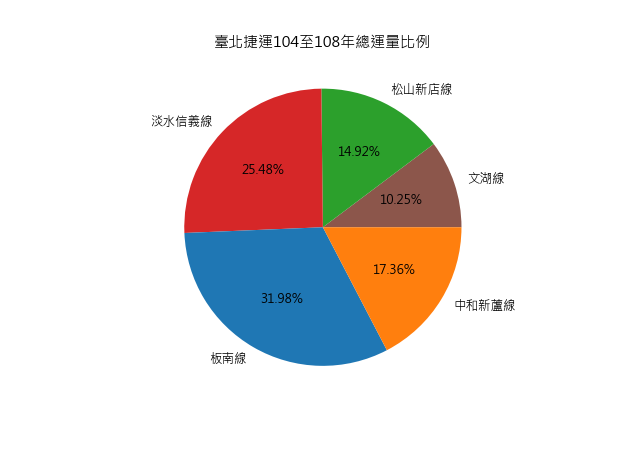 臺北捷運104至108年總運量比例
松山新店線
淡水信義線
14.92%
25.48%
文湖線
10.25%
17.36%
31.98%
中和新蘆線
板南線